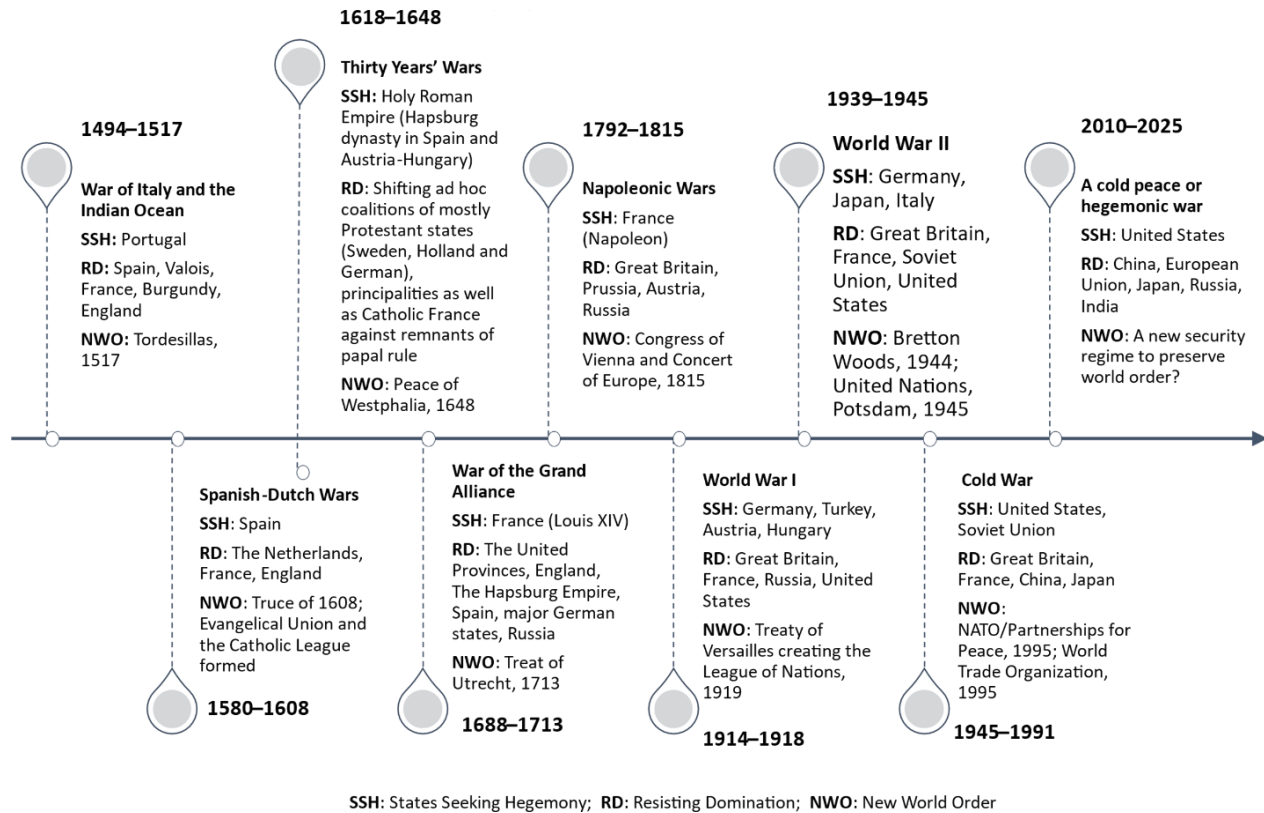 1494–1517
War of Italy and the
Indian Ocean
SSH: Portugal
RD: Spain, Valois,
France, Burgundy,
England
NWO: Tordesillas,
1517
1580–1608
Spanish-Dutch Wars
SSH: Spain
RD: The Netherlands,
France, England
NWO: Truce of 1608;
Evangelical Union and
the Catholic League
formed
1618–1648
Thirty Years’ Wars
SSH: Holy Roman
Empire (Hapsburg
dynasty in Spain and
Austria-Hungary)
RD: Shifting ad hoc
coalitions of mostly
Protestant states
(Sweden, Holland and
German),
principalities as well
as Catholic France
against remnants of
papal rule
NWO: Peace of
Westphalia, 1648
1688–1713
War of the Grand
Alliance
SSH: France (Louis XIV)
RD: The United
Provinces, England,
The Hapsburg Empire,
Spain, major German
states, Russia
NWO: Treat of
Utrecht, 1713
1792–1815
Napoleonic Wars
SSH: France
(Napoleon)
RD: Great Britain,
Prussia, Austria,
Russia
NWO: Congress of
Vienna and Concert
of Europe, 1815
1914–1918
World War I
SSH: Germany, Turkey,
Austria, Hungary
RD: Great Britain,
France, Russia, United
States
NWO: Treaty of
Versailles creating the
League of Nations,
1919
1939–1945
World War II
SSH: Germany,
Japan, Italy
RD: Great Britain,
France, Soviet
Union, United
States
NWO: Bretton
Woods, 1944;
United Nations,
Potsdam, 1945
1945–1991
Cold War
SSH: United States,
Soviet Union
RD: Great Britain,
France, China, Japan
NWO:
NATO/Partnerships for
Peace, 1995; World
Trade Organization,
1995
2010–2025
A cold peace or
hegemonic war
SSH: United States
RD: China, European
Union, Japan, Russia,
India
NWO: A new security
regime to preserve
world order?
SSH: States Seeking Hegemony; RD: Resisting Domination; NWO: New World Order